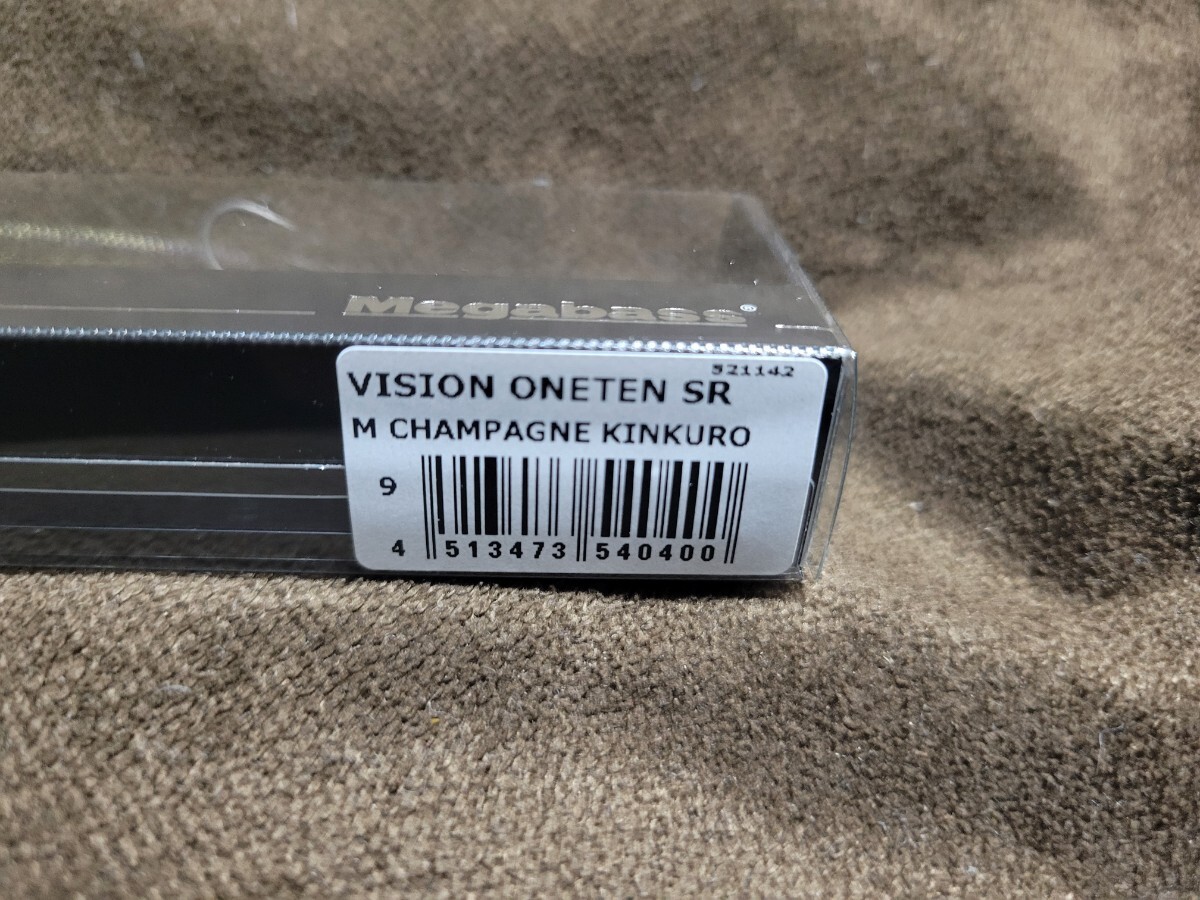 Megabass®
521142
VISION ONETEN SR
M CHAMPAGNE KINKURO
9
4 513473 540400